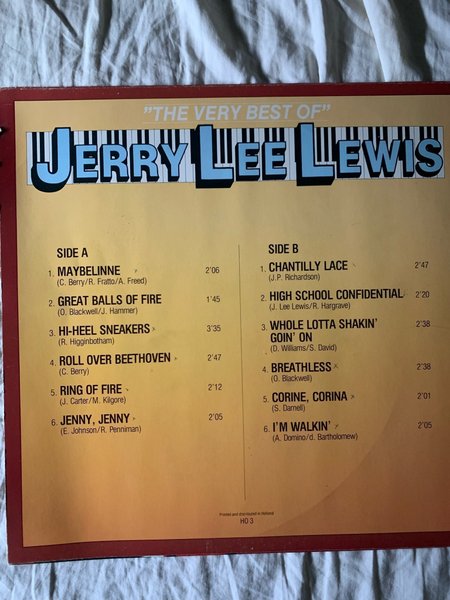 "THE VERY BEST OF"
JERRY LEE LEWIS
SIDE A
1. MAYBELINNE 2'06
(C. Berry/R. Fratto/A. Freed)
2. GREAT BALLS OF FIRE 1'45
(O. Blackwell/J. Hammer)
3. HI-HEEL SNEAKERS 3'35
(R. Higginbotham)
4. ROLL OVER BEETHOVEN 2'47
(C. Berry)
5. RING OF FIRE 2'12
(J. Carter/M. Kilgore)
6. JENNY, JENNY 2'05
(E. Johnson/R. Penniman)
SIDE B
1. CHANTILLY LACE 2'47
(J.P. Richardson)
2. HIGH SCHOOL CONFIDENTIAL 2'20
(J. Lee Lewis/R. Hargrave)
3. WHOLE LOTTA SHAKIN' 2'38
GOIN' ON
(D. Williams/S. David)
4. BREATHLESS 2'38
(O. Blackwell)
5. CORINE, CORINA 2'01
(S. Darnell)
6. I'M WALKIN' 2'05
(A. Domino/d. Bartholomew)
Printed and distributed in Holland
HO 3